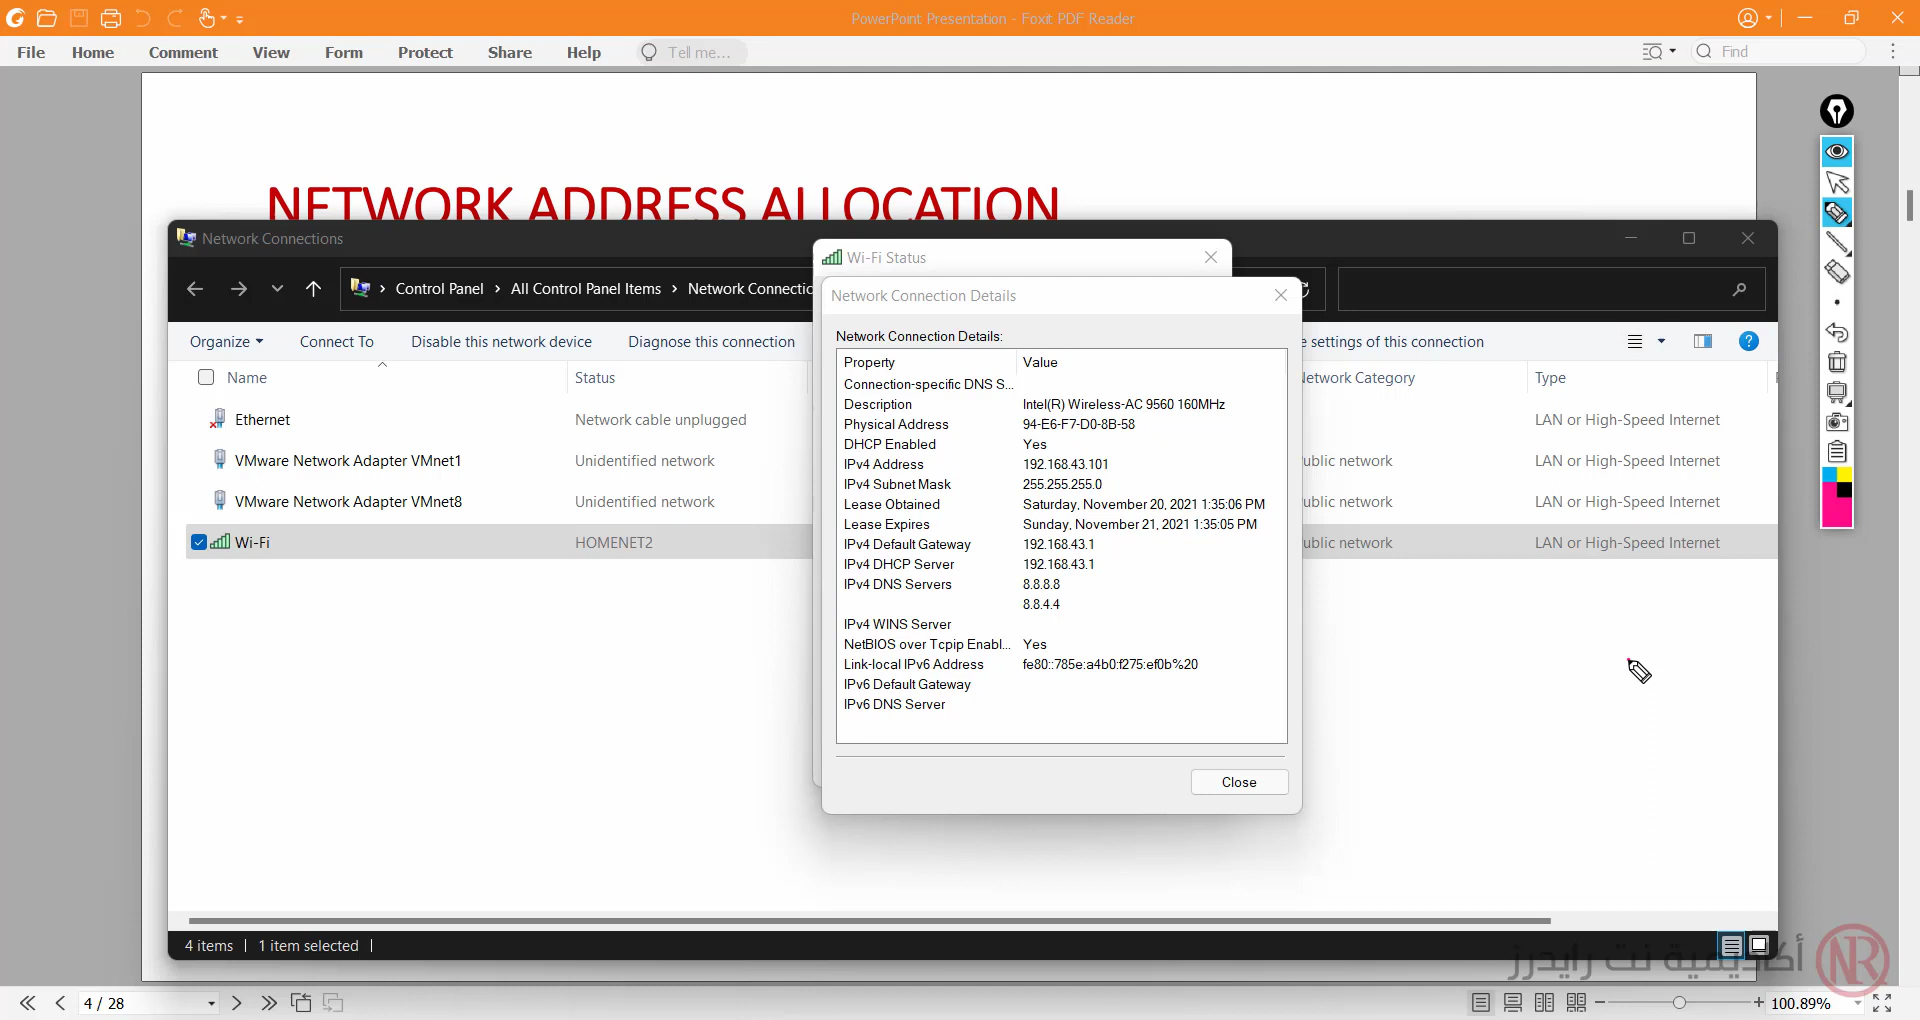 PowerPoint Presentation - Foxit PDF Reader
File Home Comment View Form Protect Share Help Tell me... Find
NETWORK ADDRESS ALLOCATION
Network Connections
Control Panel > All Control Panel Items > Network Connectio
Organize Connect To Disable this network device Diagnose this connection e settings of this connection
Name Status Network Category Type
Ethernet Network cable unplugged LAN or High-Speed Internet
VMware Network Adapter VMnet1 Unidentified network ublic network LAN or High-Speed Internet
VMware Network Adapter VMnet8 Unidentified network ublic network LAN or High-Speed Internet
Wi-Fi HOMENET2 ublic network LAN or High-Speed Internet
4 items 1 item selected
Wi-Fi Status
Network Connection Details
Network Connection Details:
Property Value
Connection-specific DNS S...
Description Intel(R) Wireless-AC 9560 160MHz
Physical Address 94-E6-F7-D0-8B-58
DHCP Enabled Yes
IPv4 Address 192.168.43.101
IPv4 Subnet Mask 255.255.255.0
Lease Obtained Saturday, November 20, 2021 1:35:06 PM
Lease Expires Sunday, November 21, 2021 1:35:05 PM
IPv4 Default Gateway 192.168.43.1
IPv4 DHCP Server 192.168.43.1
IPv4 DNS Servers 8.8.8.8
8.8.4.4
IPv4 WINS Server
NetBIOS over Tcpip Enabl... Yes
Link-local IPv6 Address fe80::785e:a4b0:f275:ef0b%20
IPv6 Default Gateway
IPv6 DNS Server
Close
أكاديمية نت رايدرز NR
4 / 28 100.89%